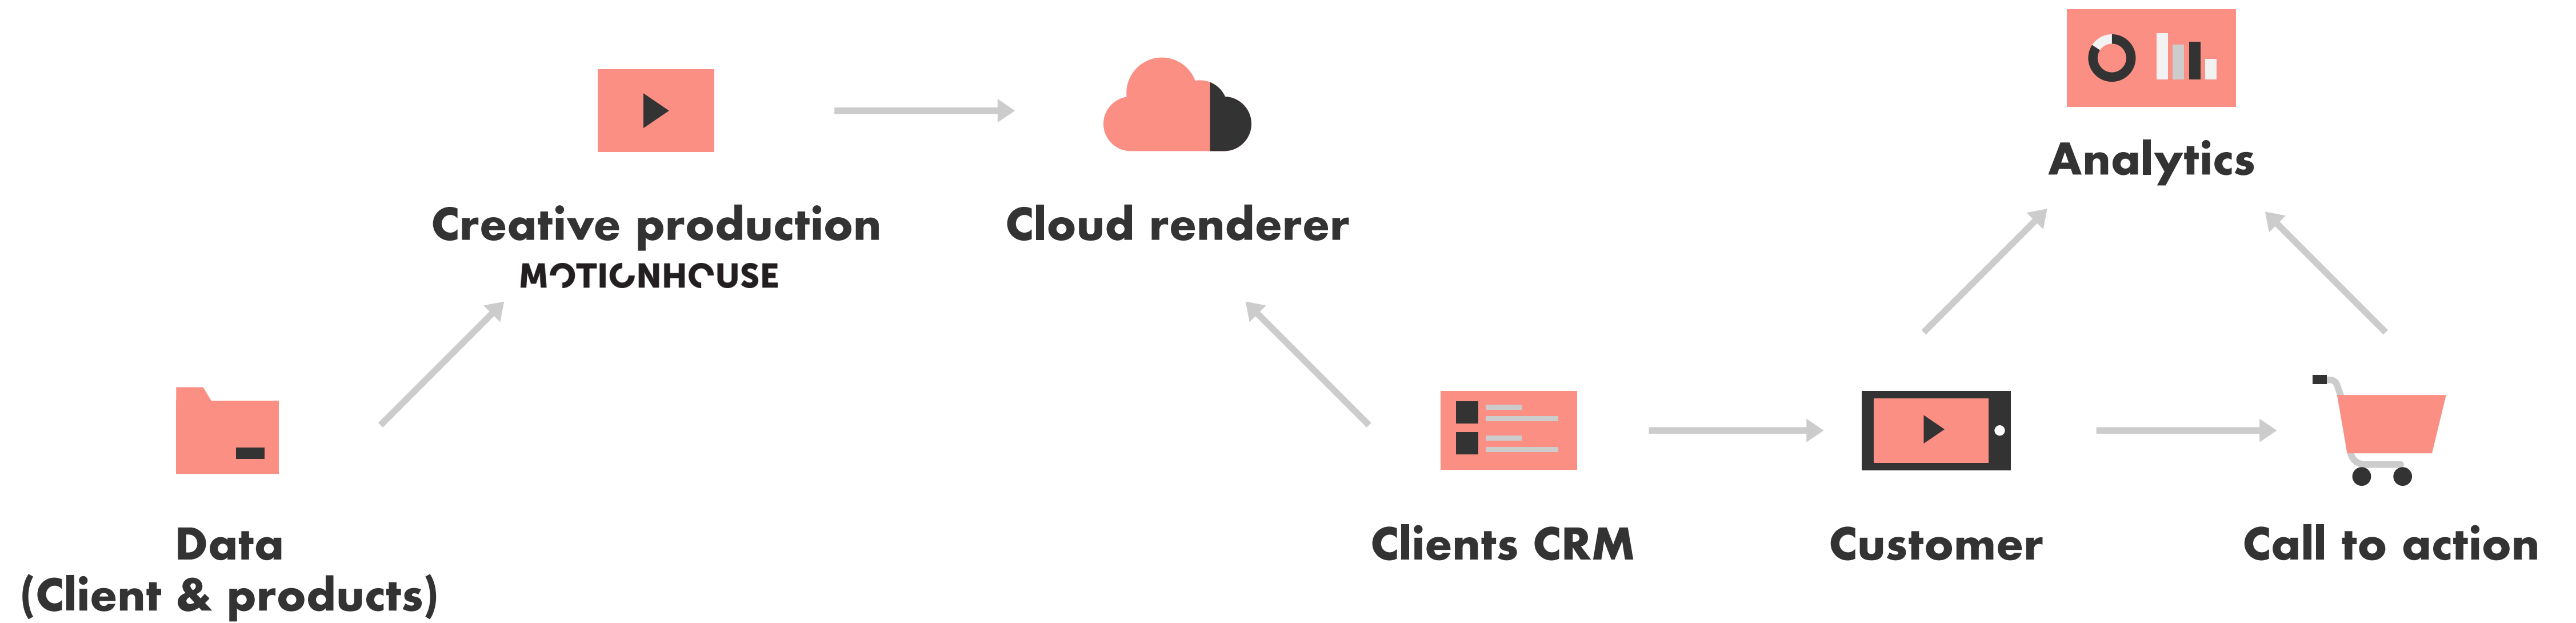 Analytics
Creative production
MOTIONHOUSE
Cloud renderer
Data
(Client & products)
Clients CRM
Customer
Call to action